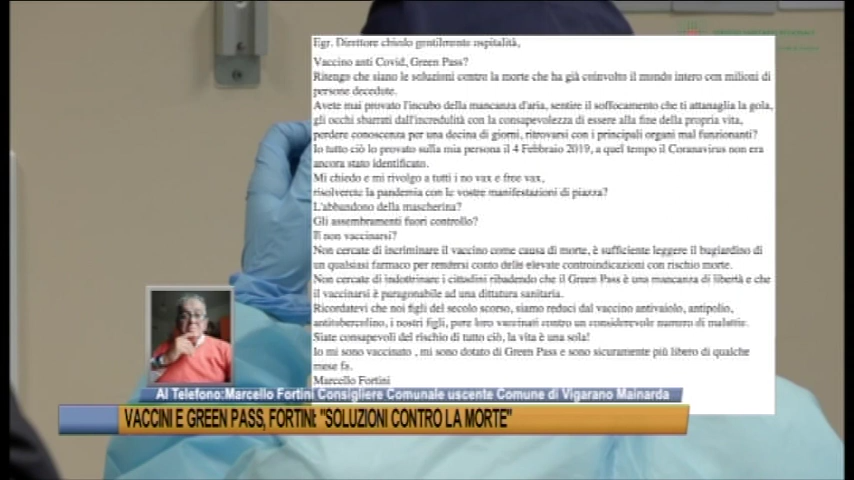 Egr. Direttore chiedo gentilmente ospitalità,
Vaccino anti Covid, Green Pass?
Ritengo che siano le soluzioni contro la morte che ha già coinvolto il mondo intero con milioni di
persone decedute.
Avete mai provato l'incubo della mancanza d'aria, sentire il soffocamento che ti attanaglia la gola,
gli occhi sbarrati dall'incredulità con la consapevolezza di essere alla fine della propria vita,
perdere conoscenza per una decina di giorni, ritrovarsi con i principali organi mal funzionanti?
Io tutto ciò lo provato sulla mia persona il 4 Febbraio 2019, a quel tempo il Coranavirus non era
ancora stato identificato.
Mi chiedo e mi rivolgo a tutti i no vax e free vax,
risolverete la pandemia con le vostre manifestazioni di piazza?
L'abbandono della mascherina?
Gli assembramenti fuori controllo?
Il non vaccinarsi?
Non cercate di incriminare il vaccino come causa di morte, è sufficiente leggere il bugiardino di
un qualsiasi farmaco per rendersi conto delle elevate controindicazioni con rischio morte.
Non cercate di indottrinare i cittadini ribadendo che il Green Pass è una mancanza di libertà e che
il vaccinarsi è paragonabile ad una dittatura sanitaria.
Ricordatevi che noi figli del secolo scorso, siamo reduci dal vaccino antivaiolo, antipolio,
antitubercolino, i nostri figli, pure loro vaccinati contro un considerevole numero di malattie.
Siate consapevoli del rischio di tutto ciò, la vita è una sola!
Io mi sono vaccinato , mi sono dotato di Green Pass e sono sicuramente più libero di qualche
mese fa.
Marcello Fortini
Al Telefono:Marcello Fortini Consigliere Comunale uscente Comune di Vigarano Mainarda
VACCINI E GREEN PASS, FORTINI: "SOLUZIONI CONTRO LA MORTE"